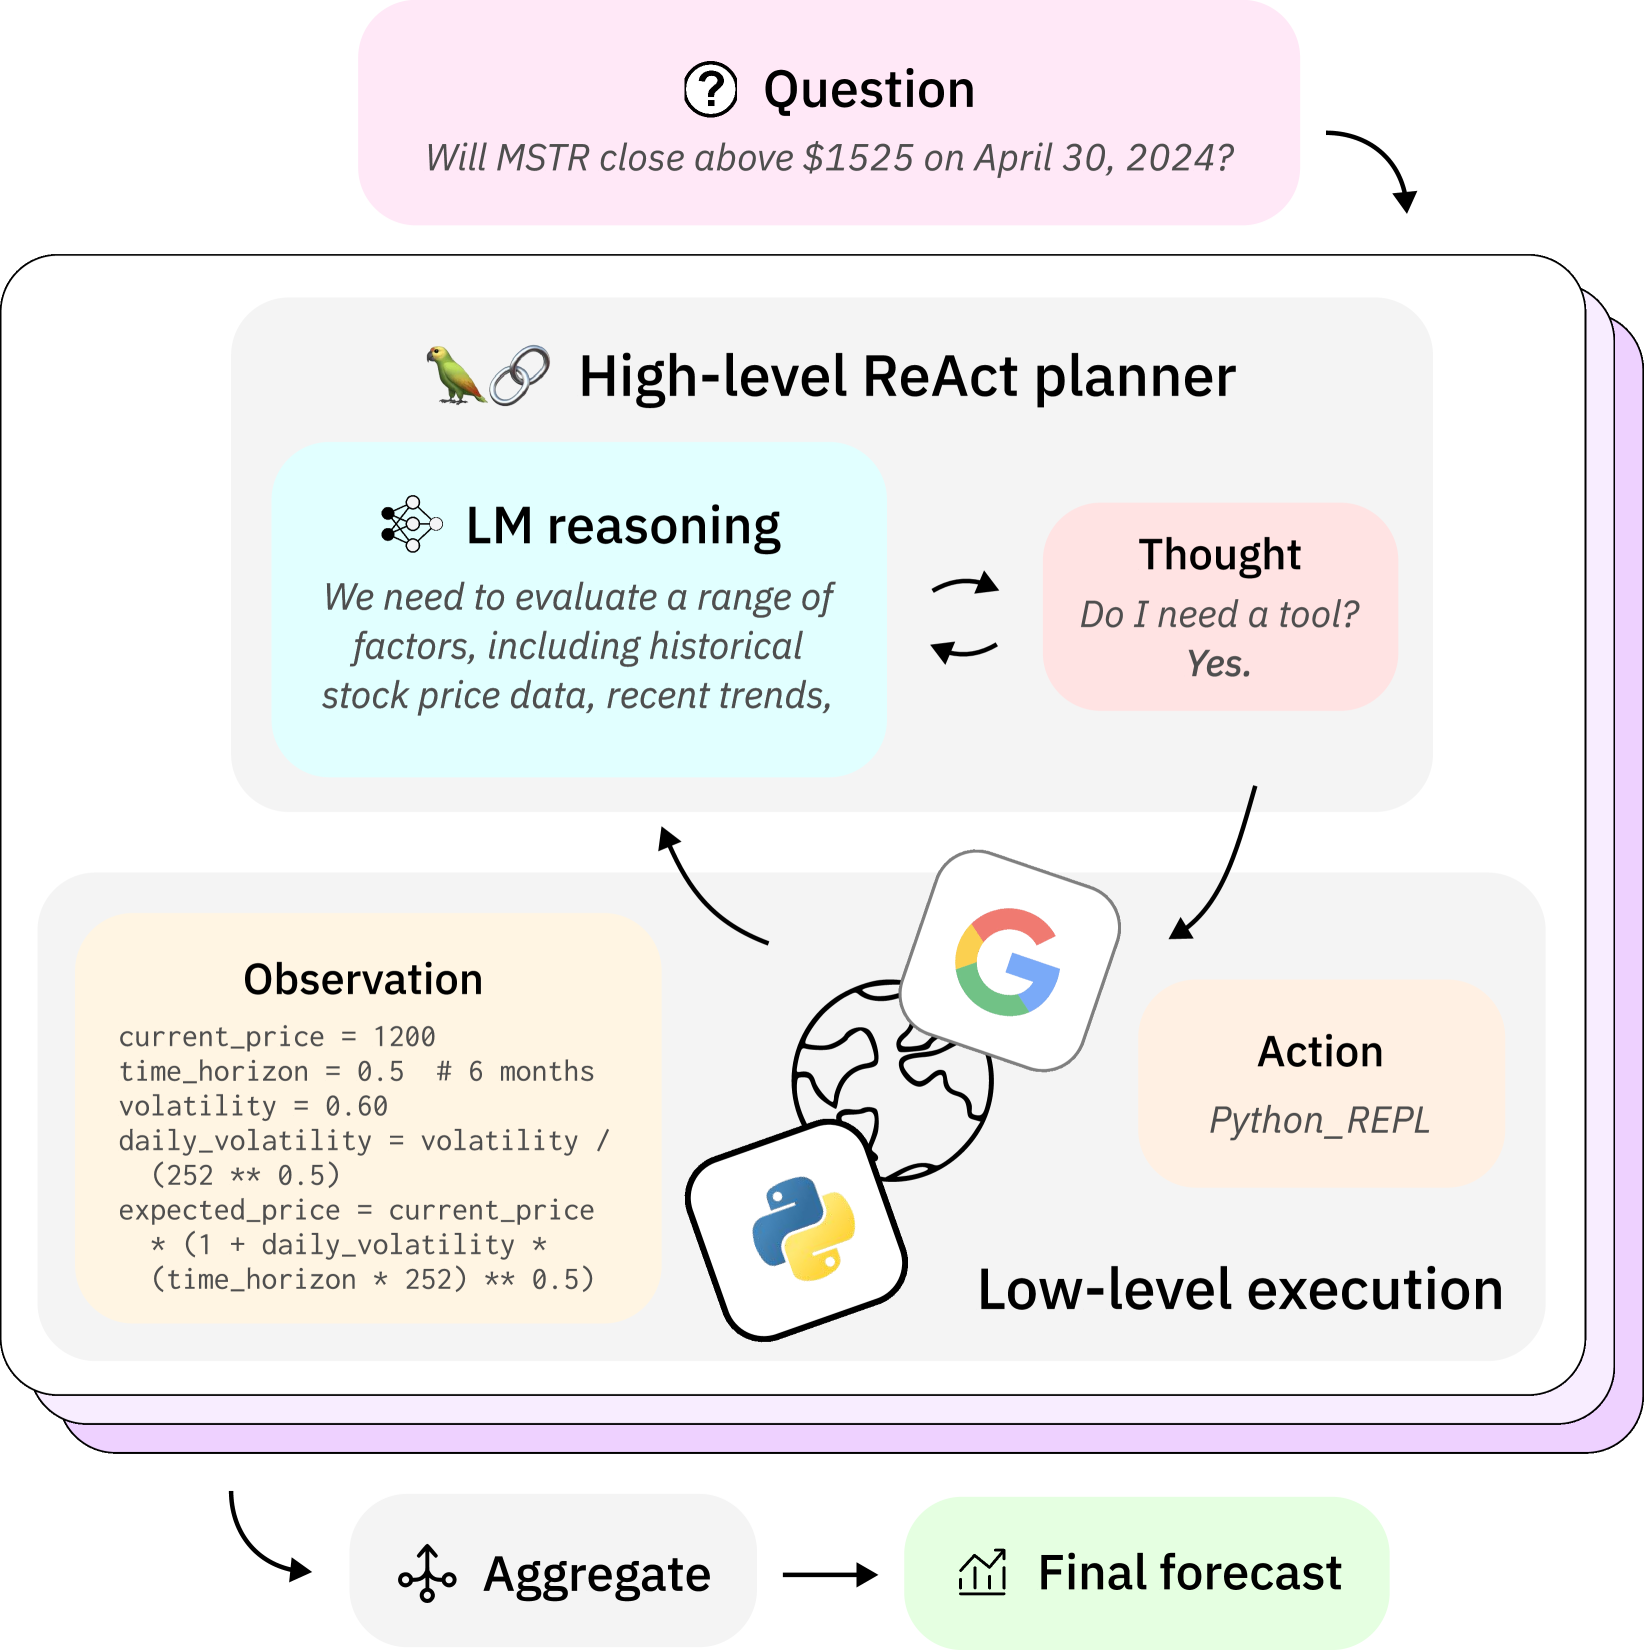 Question
Will MSTR close above $1525 on April 30, 2024?
High-level ReAct planner
LM reasoning
We need to evaluate a range of
factors, including historical
stock price data, recent trends,
Thought
Do I need a tool?
Yes.
Observation
current_price = 1200
time_horizon = 0.5  # 6 months
volatility = 0.60
daily_volatility = volatility /
  (252 ** 0.5)
expected_price = current_price
  * (1 + daily_volatility *
  (time_horizon * 252) ** 0.5)
Action
Python_REPL
Low-level execution
Aggregate
Final forecast